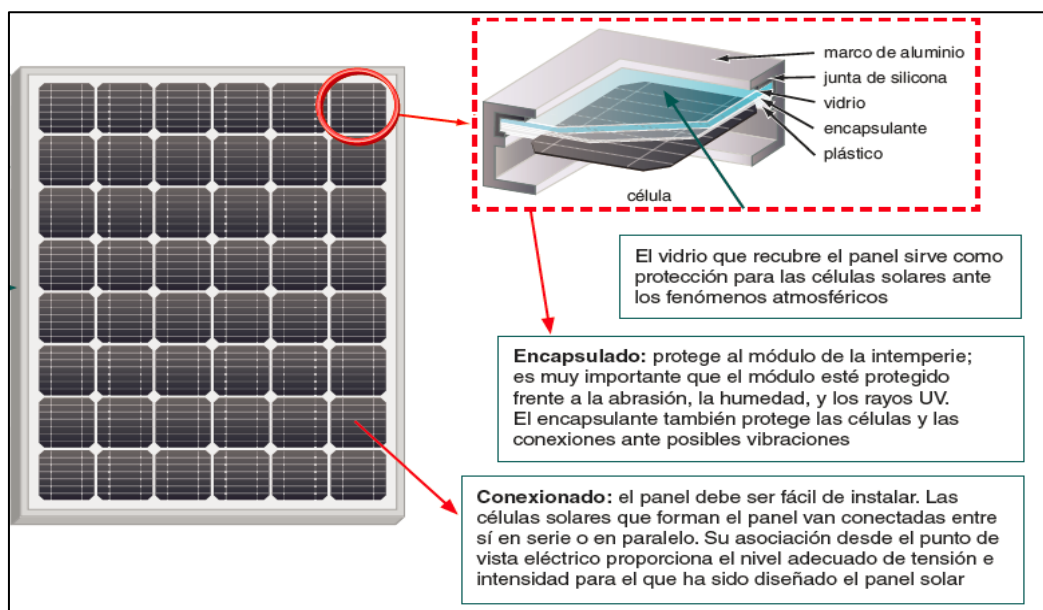 marco de aluminio
junta de silicona
vidrio
encapsulante
plástico
célula
El vidrio que recubre el panel sirve como
protección para las células solares ante
los fenómenos atmosféricos
Encapsulado: protege al módulo de la intemperie;
es muy importante que el módulo esté protegido
frente a la abrasión, la humedad, y los rayos UV.
El encapsulante también protege las células y las
conexiones ante posibles vibraciones
Conexionado: el panel debe ser fácil de instalar. Las
células solares que forman el panel van conectadas entre
sí en serie o en paralelo. Su asociación desde el punto de
vista eléctrico proporciona el nivel adecuado de tensión e
intensidad para el que ha sido diseñado el panel solar